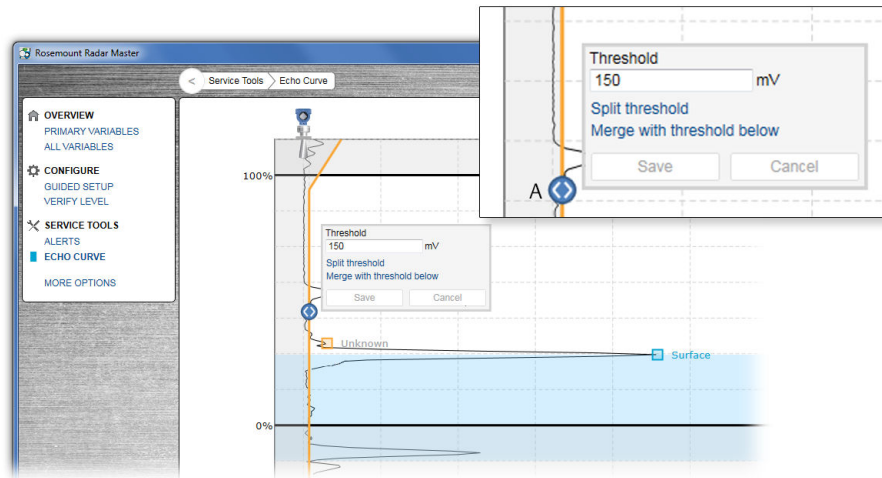 Rosemount Radar Master
<
Service Tools
Echo Curve
OVERVIEW
PRIMARY VARIABLES
ALL VARIABLES
CONFIGURE
GUIDED SETUP
VERIFY LEVEL
SERVICE TOOLS
ALERTS
ECHO CURVE
MORE OPTIONS
100%
Threshold
150 mV
Split threshold
Merge with threshold below
Save Cancel
Unknown
Surface
0%
Threshold
150 mV
Split threshold
Merge with threshold below
Save Cancel
A